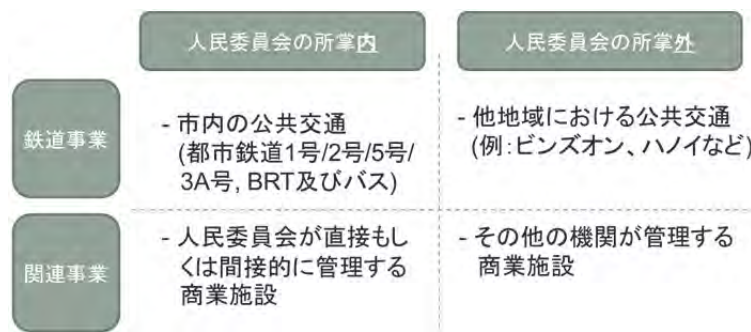 人民委員会の所掌内
人民委員会の所掌外
鉄道事業
- 市内の公共交通
(都市鉄道1号/2号/5号/
3A号, BRT及びバス)
- 他地域における公共交通
(例:ビンズオン、ハノイなど)
関連事業
- 人民委員会が直接もし
くは間接的に管理する
商業施設
- その他の機関が管理する
商業施設